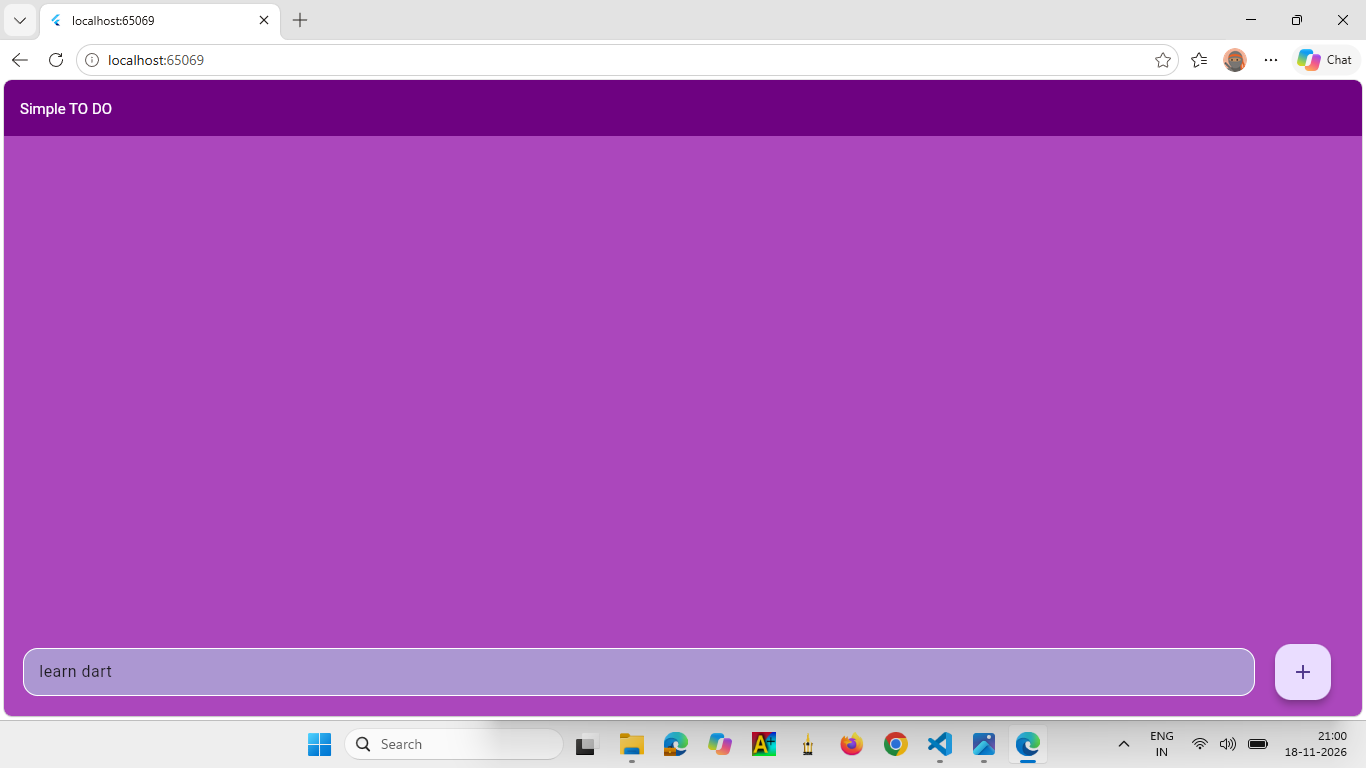 localhost:65069
localhost:65069
Chat
Simple TO DO
learn dart
Search
ENG
IN
21:00
18-11-2026